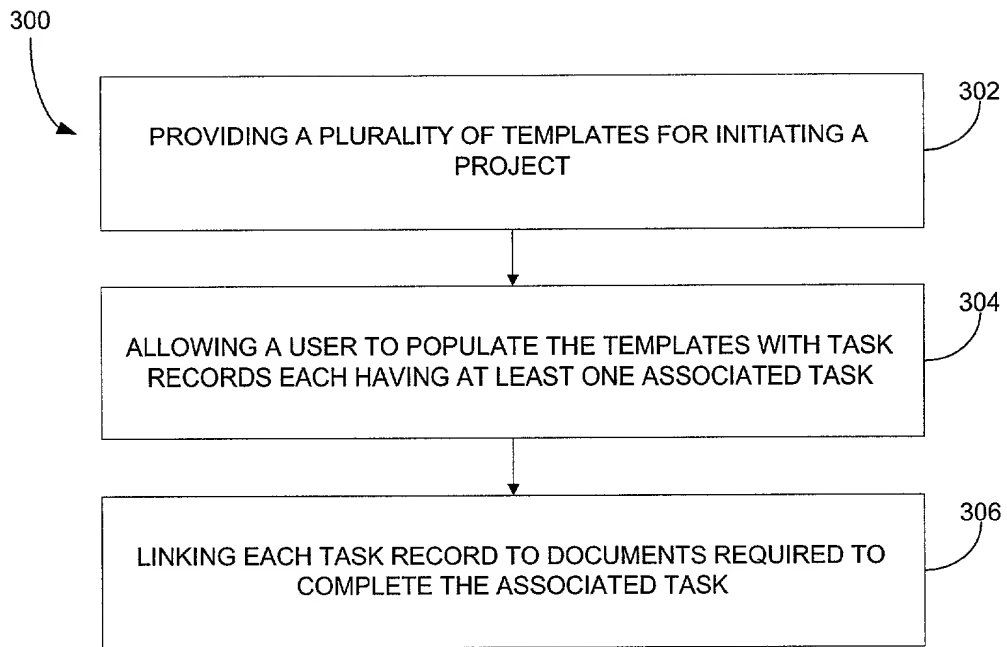 300
302
PROVIDING A PLURALITY OF TEMPLATES FOR INITIATING A
PROJECT
304
ALLOWING A USER TO POPULATE THE TEMPLATES WITH TASK
RECORDS EACH HAVING AT LEAST ONE ASSOCIATED TASK
306
LINKING EACH TASK RECORD TO DOCUMENTS REQUIRED TO
COMPLETE THE ASSOCIATED TASK